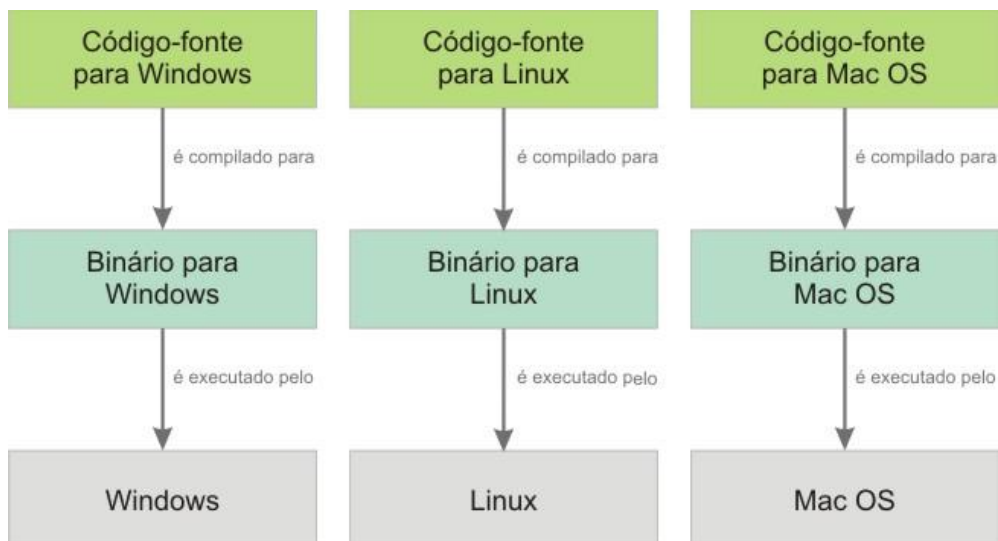 Código-fonte
para Windows
Código-fonte
para Linux
Código-fonte
para Mac OS
é compilado para
é compilado para
é compilado para
Binário para
Windows
Binário para
Linux
Binário para
Mac OS
é executado pelo
é executado pelo
é executado pelo
Windows
Linux
Mac OS